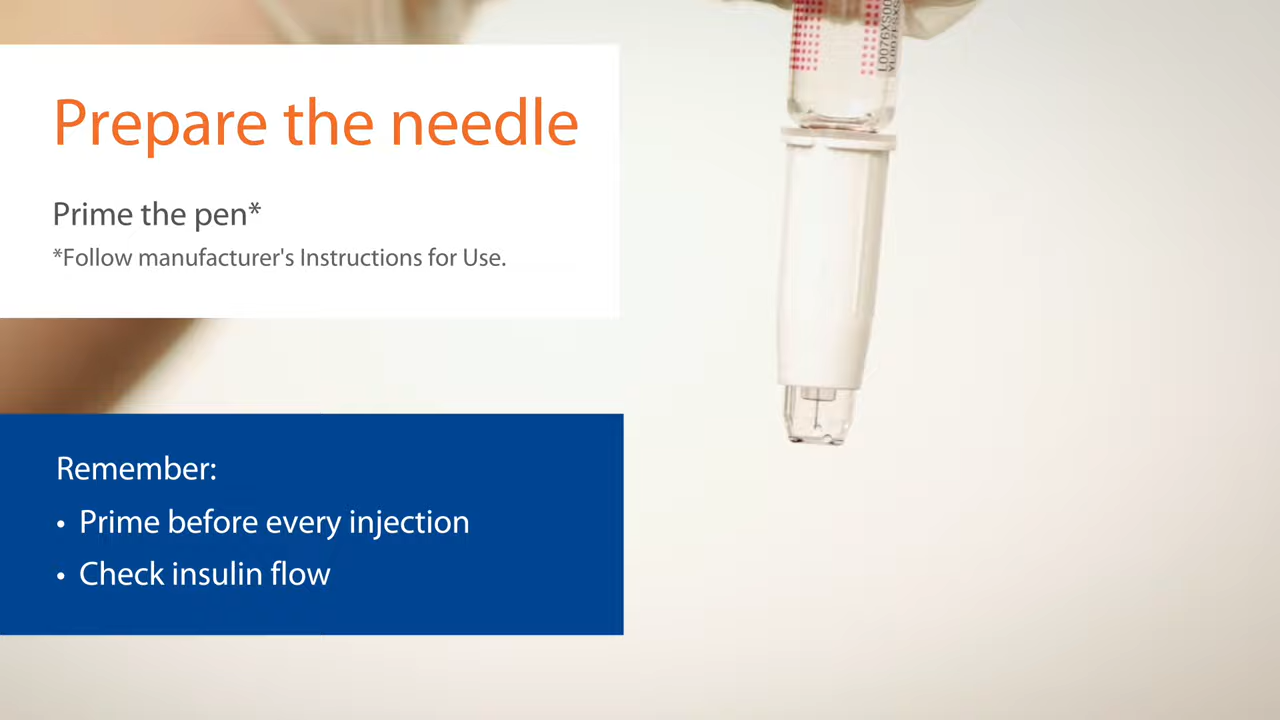 Prepare the needle
Prime the pen*
*Follow manufacturer's Instructions for Use.
Remember:
• Prime before every injection
• Check insulin flow